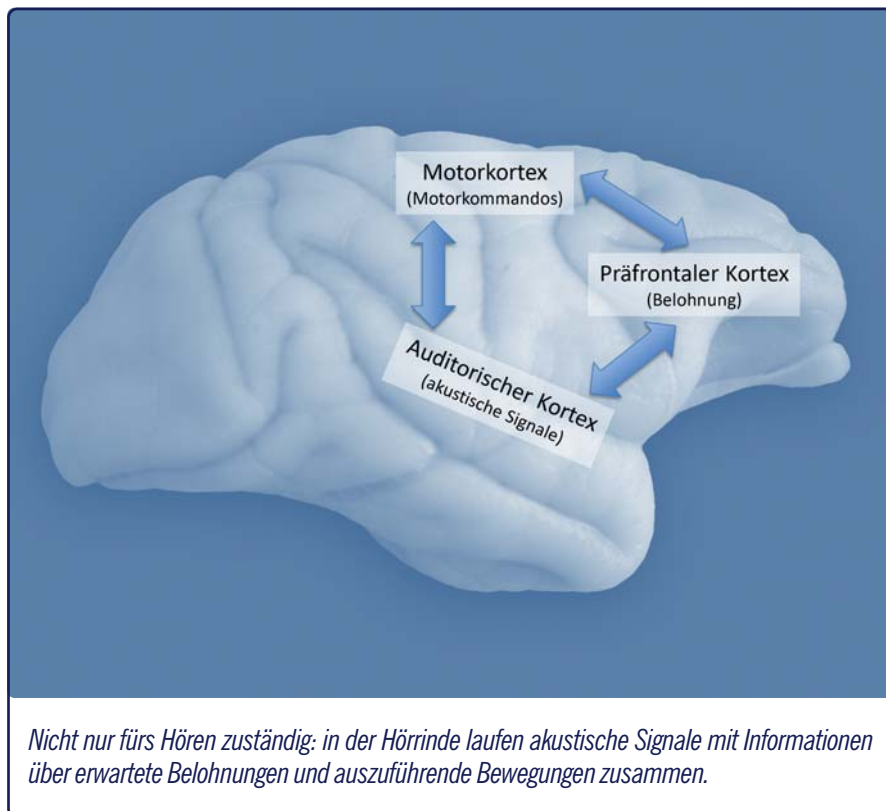 Motorkortex
(Motorkommandos)
Präfrontaler Kortex
(Belohnung)
Auditorischer Kortex
(akustische Signale)
Nicht nur fürs Hören zuständig: in der Hörrinde laufen akustische Signale mit Informationen
über erwartete Belohnungen und auszuführende Bewegungen zusammen.